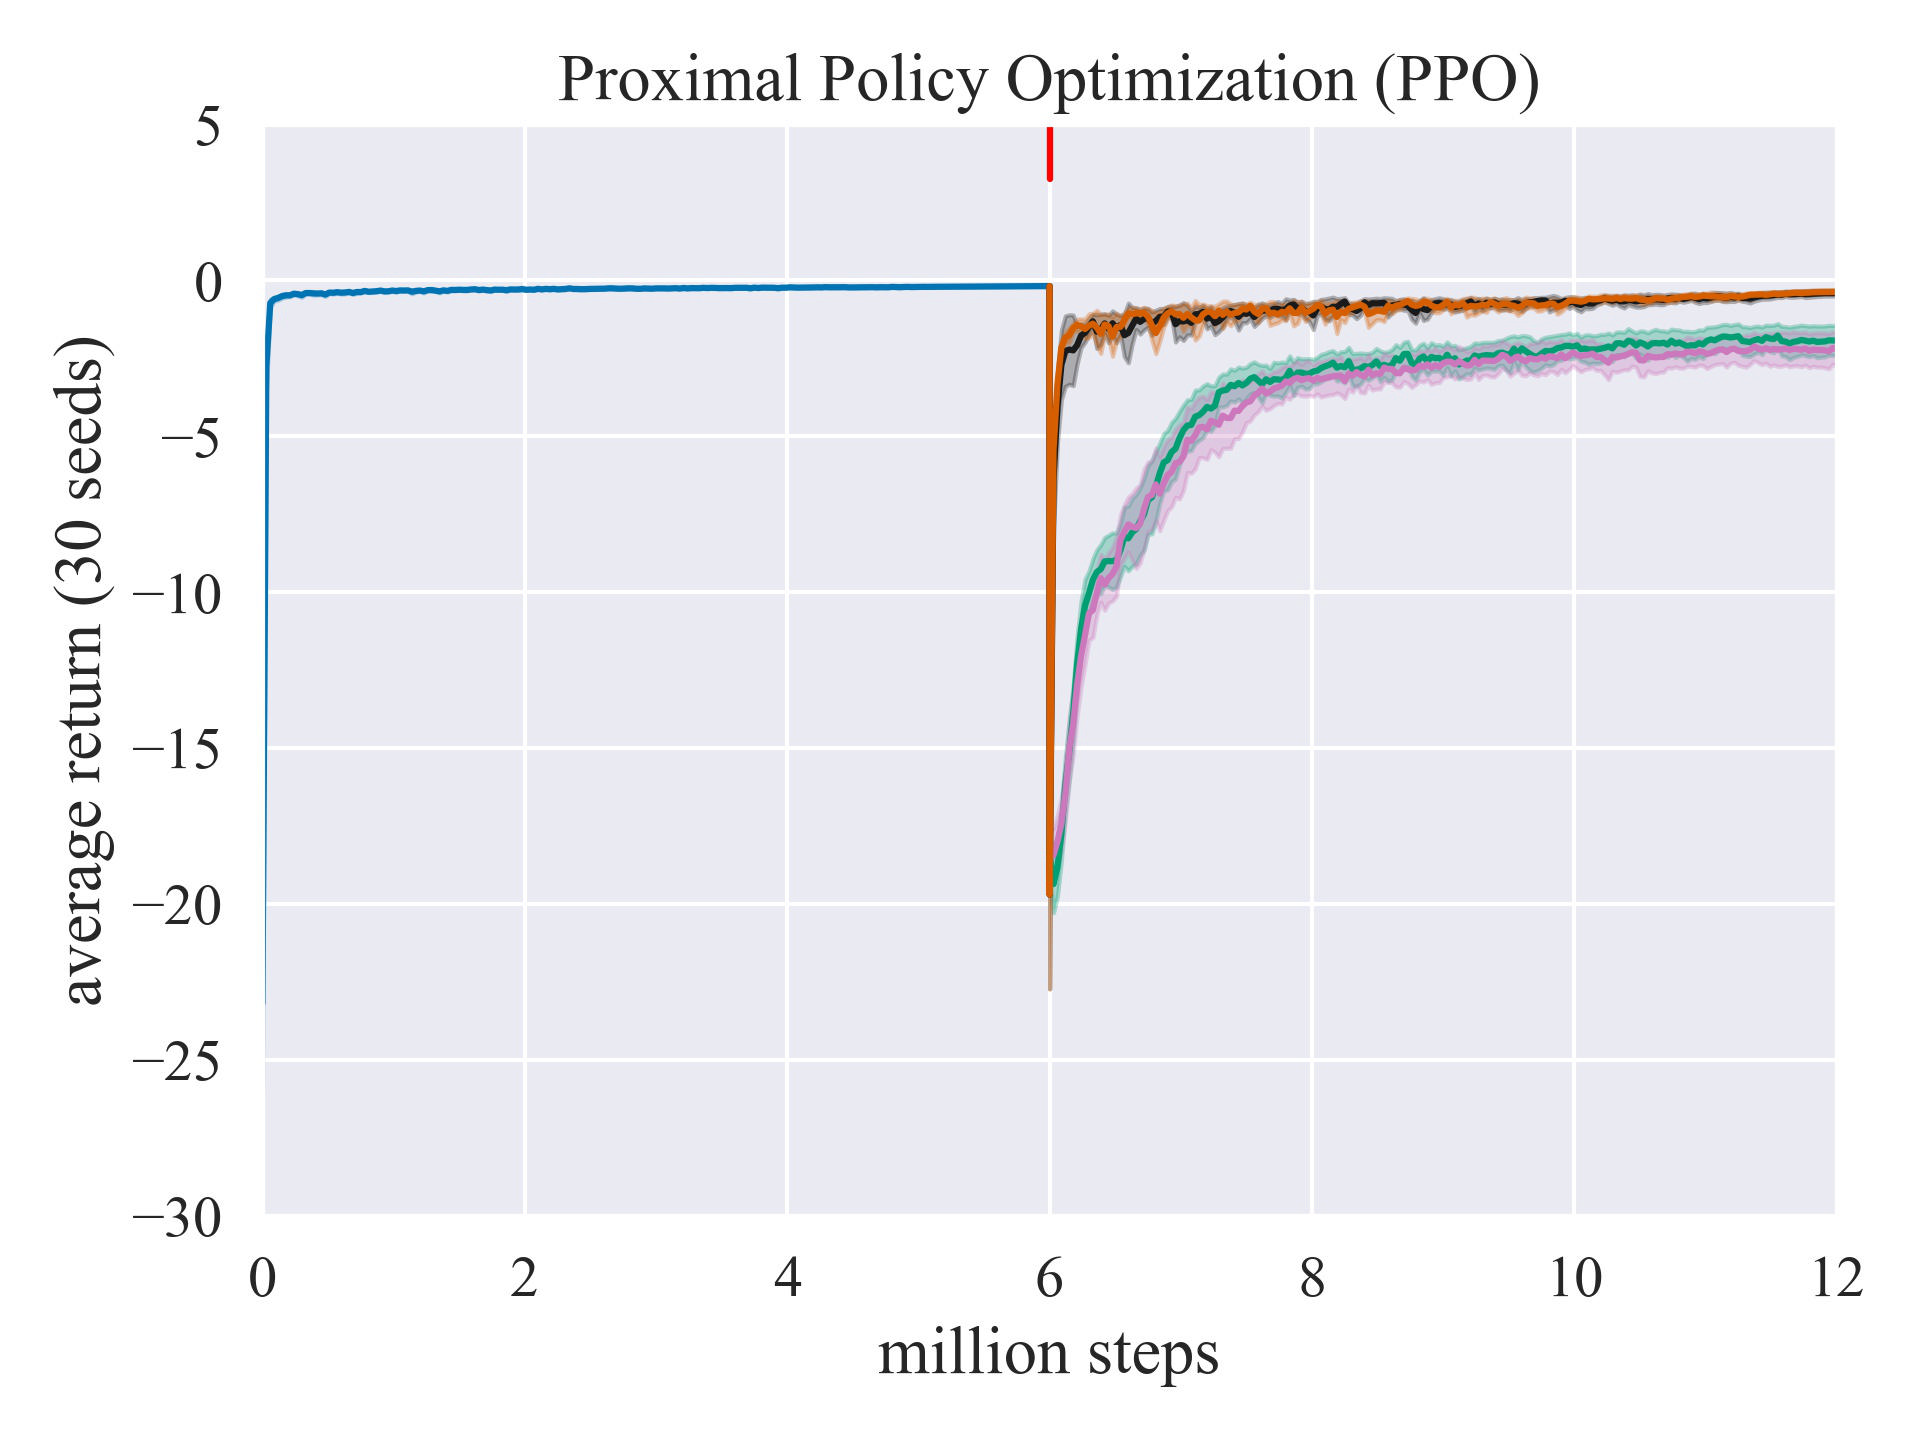 Proximal Policy Optimization (PPO)
5
0
−5
−10
−15
−20
−25
−30
average return (30 seeds)
0 2 4 6 8 10 12
million steps